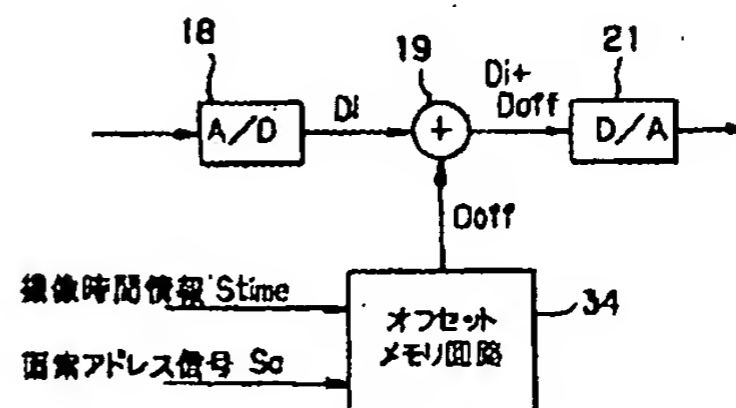 18
19
21
Di+
Doff
A/D
Di
+
D/A
Doff
撮像時間情報 Stime
34
オフセット
メモリ回路
画素アドレス信号 Sa